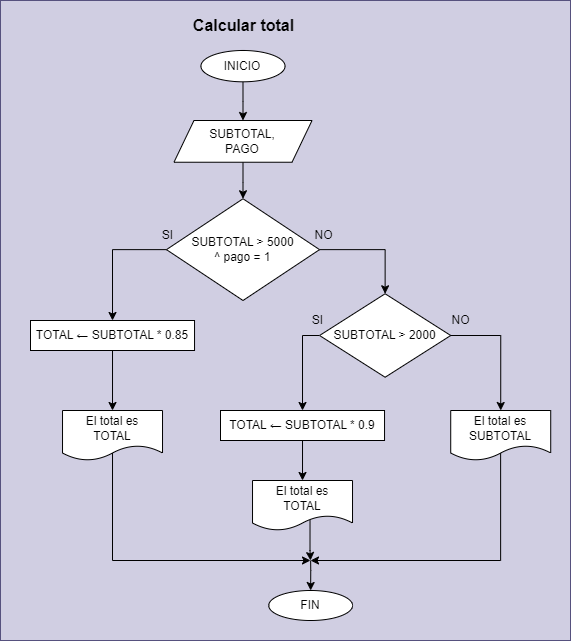 Calcular total
INICIO
SUBTOTAL,
PAGO
SI
NO
SUBTOTAL > 5000
^ pago = 1
SI
NO
TOTAL ← SUBTOTAL * 0.85
SUBTOTAL > 2000
El total es
TOTAL
TOTAL ← SUBTOTAL * 0.9
El total es
SUBTOTAL
El total es
TOTAL
FIN